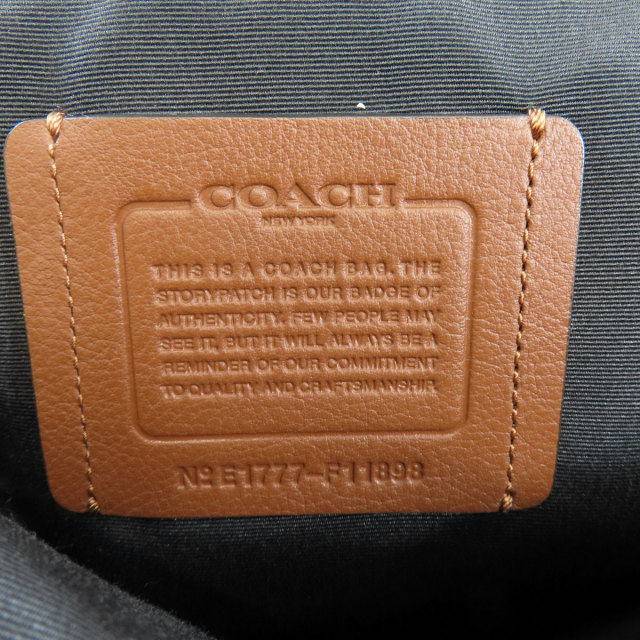 COACH
NEW YORK
THIS IS A COACH BAG. THE
STORYPATCH IS OUR BADGE OF
AUTHENTICITY. FEW PEOPLE MAY
SEE IT, BUT IT WILL ALWAYS BE A
REMINDER OF OUR COMMITMENT
TO QUALITY AND CRAFTSMANSHIP.
№ E1777-F11898